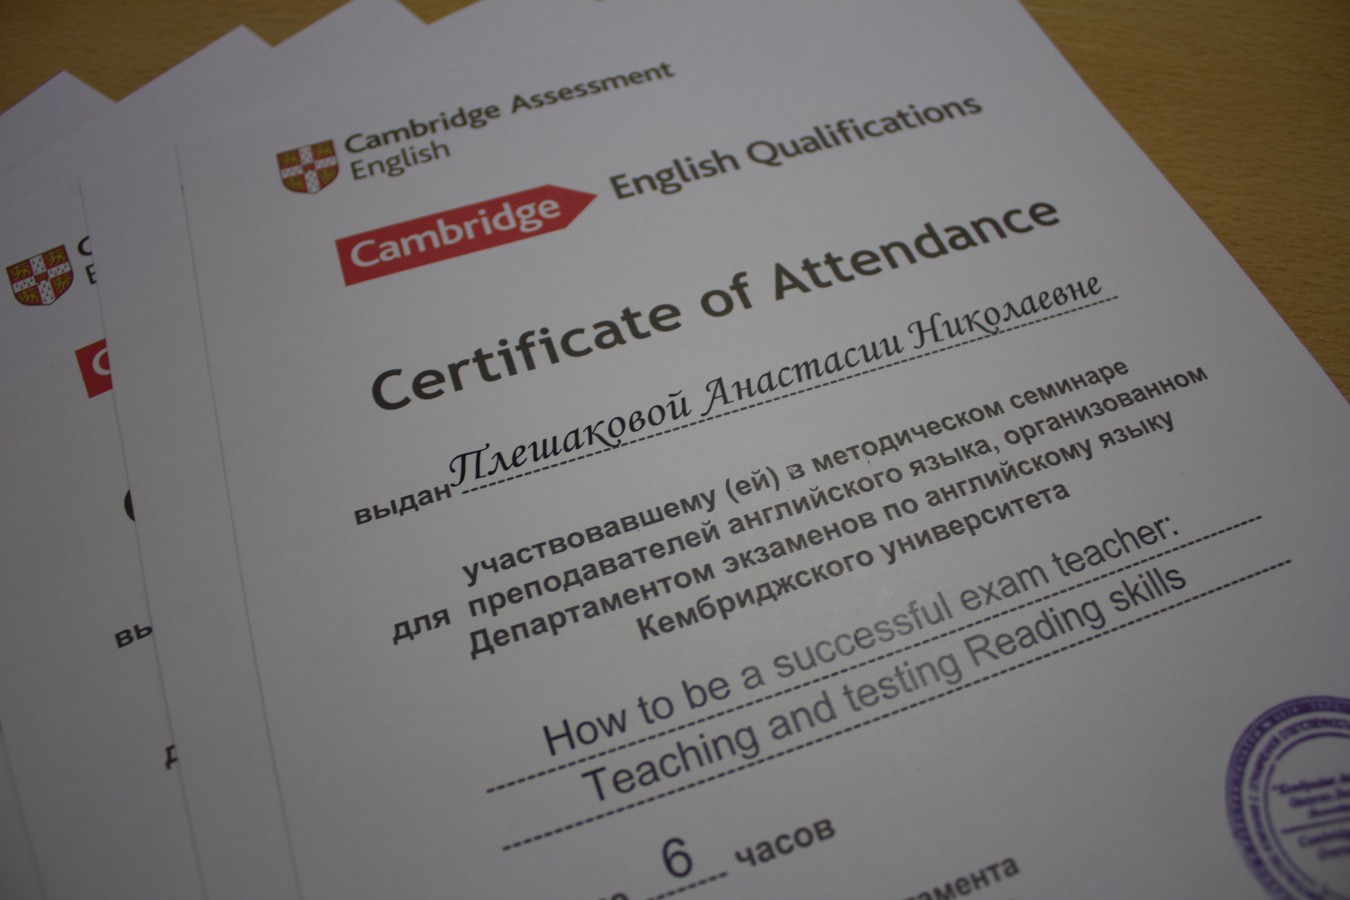 Cambridge Assessment
English
Cambridge English Qualifications
Certificate of Attendance
выдан Плешаковой Анастасии Николаевне
участвовавшему (ей) в методическом семинаре
для преподавателей английского языка, организованном
Департаментом экзаменов по английскому языку
Кембриджского университета
How to be a successful exam teacher:
Teaching and testing Reading skills
6 часов